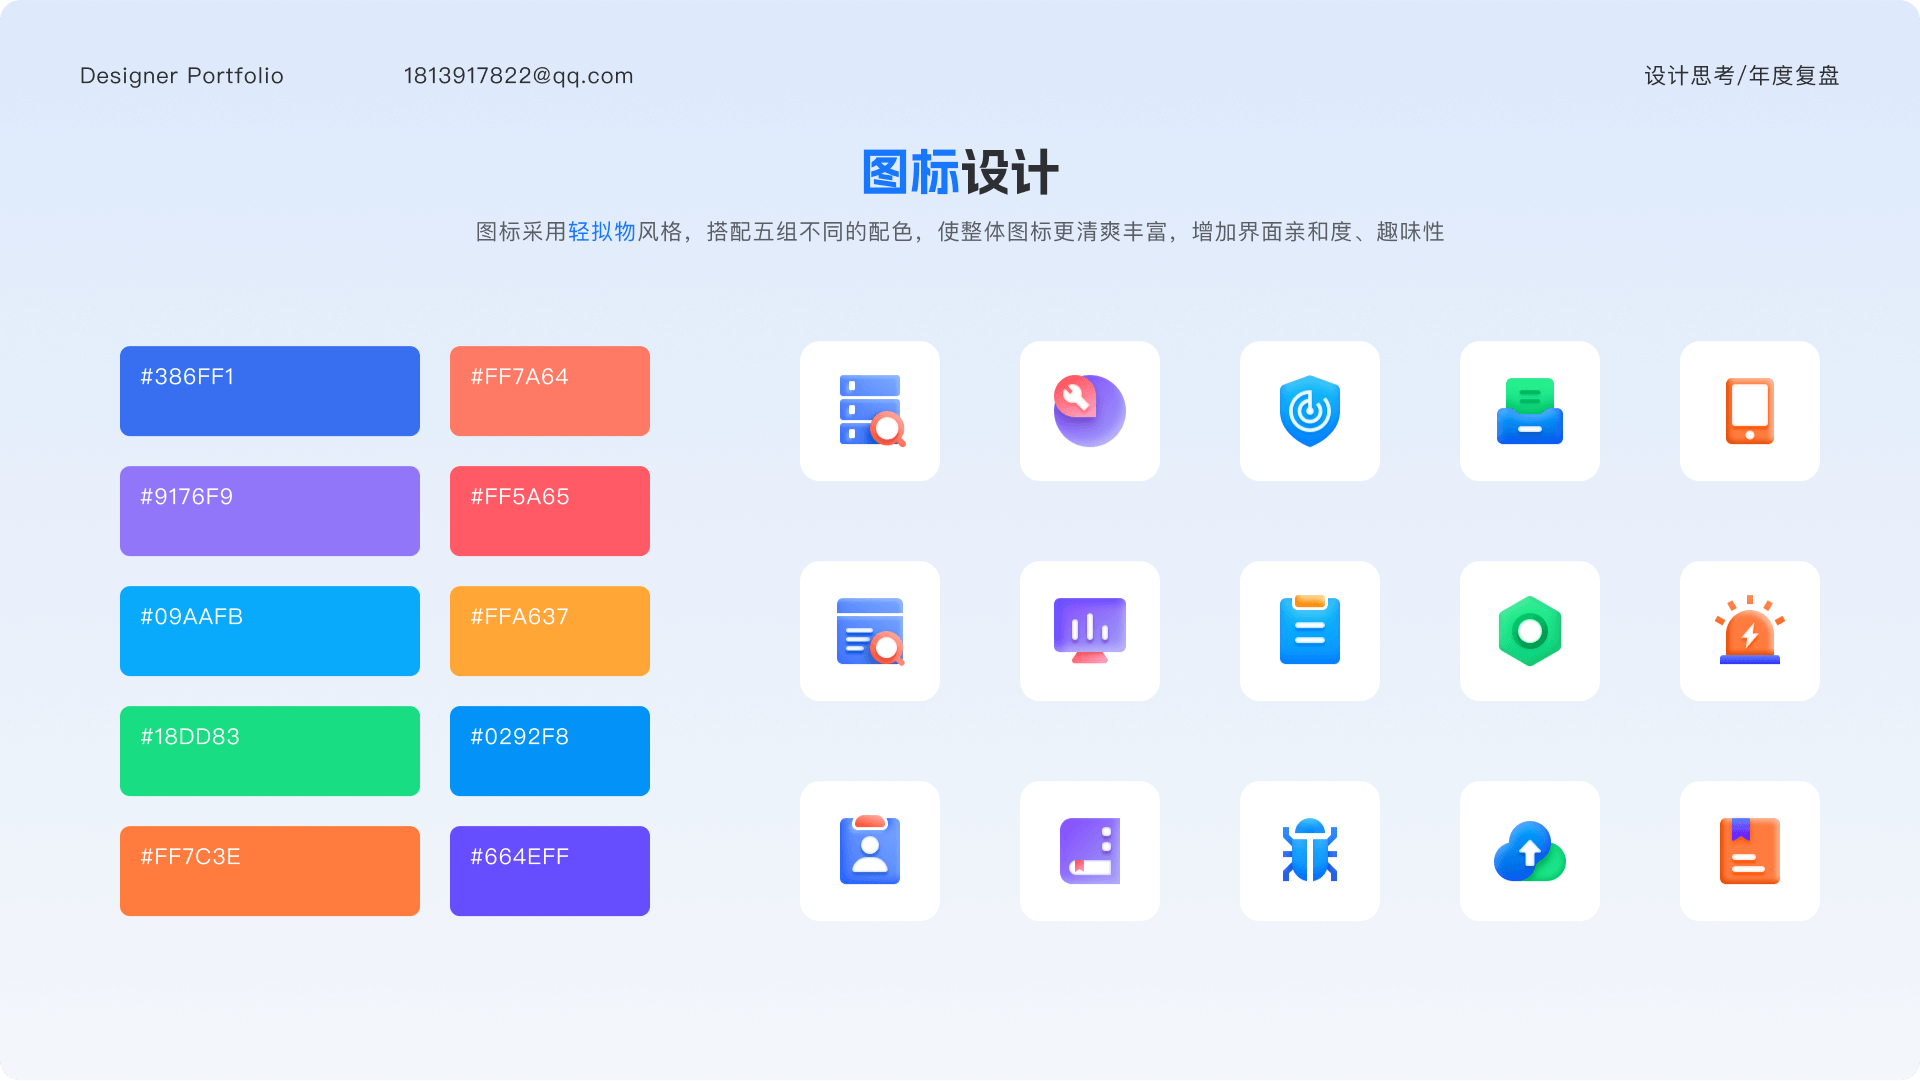 Designer Portfolio
1813917822@qq.com
设计思考/年度复盘
图标设计
图标采用轻拟物风格，搭配五组不同的配色，使整体图标更清爽丰富，增加界面亲和度、趣味性
#386FF1
#FF7A64
#9176F9
#FF5A65
#09AAFB
#FFA637
#18DD83
#0292F8
#FF7C3E
#664EFF